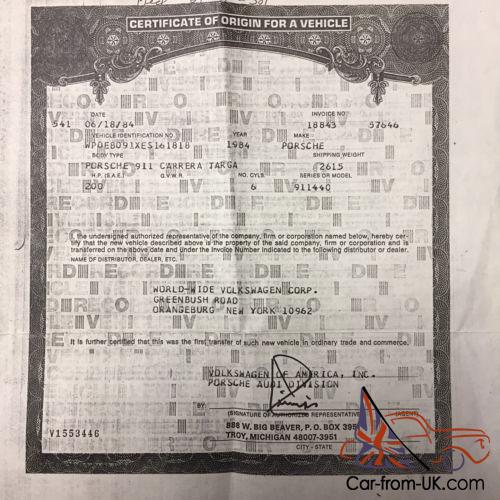 CERTIFICATE OF ORIGIN FOR A VEHICLE
DATE INVOICE NO.
541 06/18/84 18843 57646
VEHICLE IDENTIFICATION NO. YEAR MAKE
WP0EB091XES161818 1984 PORSCHE
BODY TYPE SHIPPING WEIGHT
PORSCHE 911 CARRERA TARGA 2615
H.P. (S.A.E.) G.V.W.R. NO. CYLS. SERIES OR MODEL
200 6 911440
I, the undersigned authorized representative of the company, firm or corporation named below, hereby cer-
tify that the new vehicle described above is the property of the said company, firm or corporation and is
transferred on the above date and under the Invoice Number indicated to the following distributor or dealer.
NAME OF DISTRIBUTOR, DEALER, ETC.
WORLD-WIDE VOLKSWAGEN CORP.
GREENBUSH ROAD
ORANGEBURG NEW YORK 10962
It is further certified that this was the first transfer of such new vehicle in ordinary trade and commerce.
VOLKSWAGEN OF AMERICA, INC.
PORSCHE AUDI DIVISION
BY:
(SIGNATURE OF AUTHORIZED REPRESENTATIVE) (AGENT)
888 W. BIG BEAVER, P.O. BOX 395
TROY, MICHIGAN 48007-3951
CITY - STATE
V1553446
Car-from-UK.com